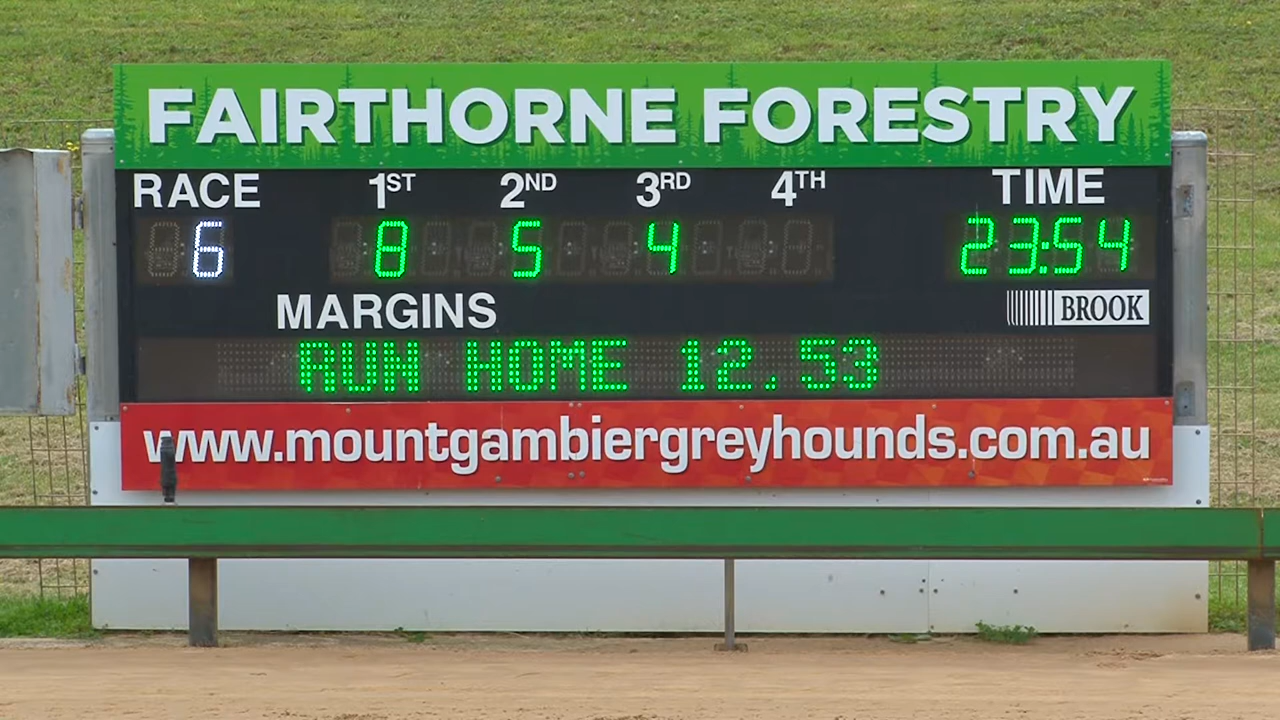 FAIRTHORNE FORESTRY
RACE 1ST 2ND 3RD 4TH TIME
6 8 5 4 23:54
MARGINS
BROOK
RUN HOME 12.53
www.mountgambiergreyhounds.com.au